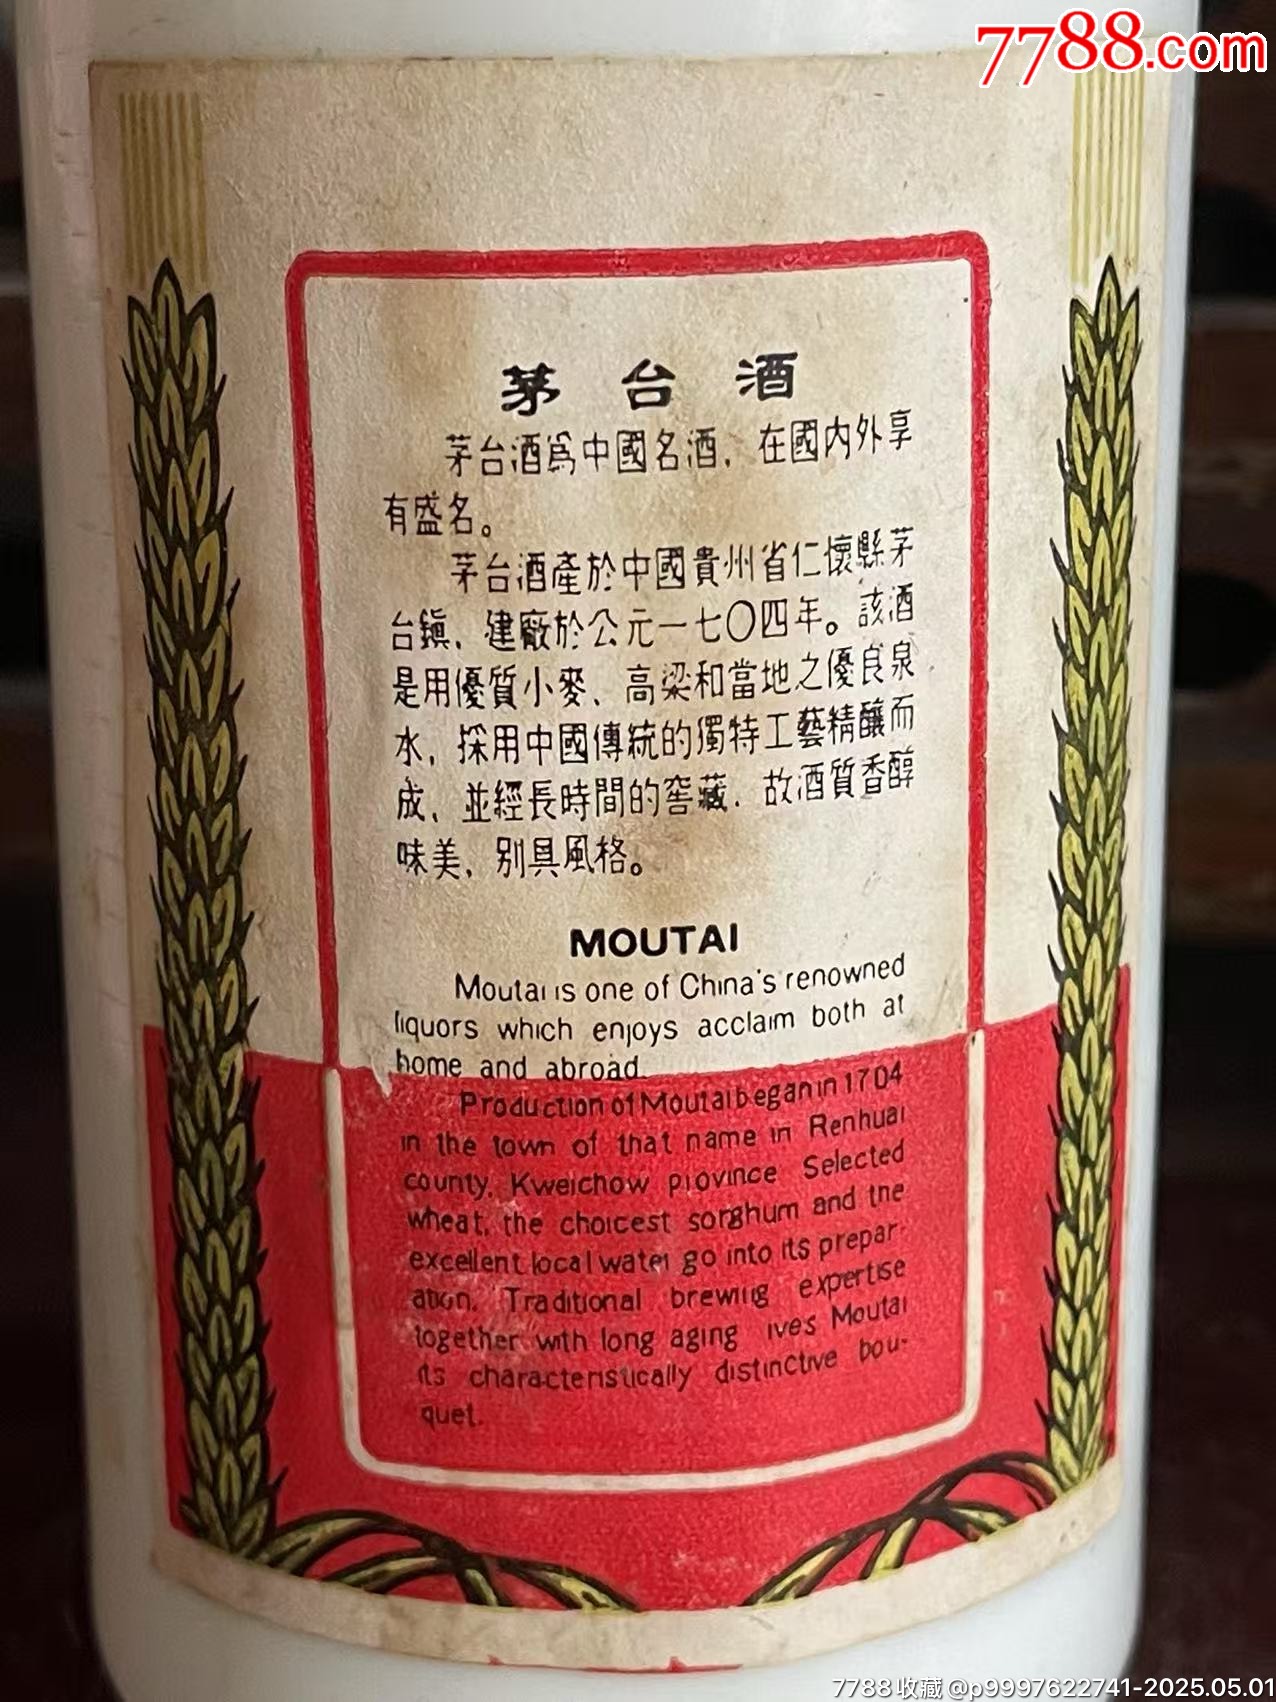 7788.com
茅台酒
茅台酒爲中國名酒，在國內外享
有盛名。
茅台酒產於中國貴州省仁懷縣茅
台鎮，建廠於公元一七〇四年。該酒
是用優質小麥、高粱和當地之優良泉
水，採用中國傳統的獨特工藝精釀而
成，並經長時間的窖藏，故酒質香醇
味美，别具風格。
MOUTAI
Moutai is one of China's renowned
liquors which enjoys acclaim both at
home and abroad.
Production of Moutai began in 1704
in the town of that name in Renhuai
county, Kweichow province Selected
wheat, the choicest sorghum and the
excellent local water go into its prepar-
ation. Traditional brewing expertise
together with long aging ives Moutai
its characteristically distinctive bou-
quet.
7788收藏@p9997622741-2025.05.01